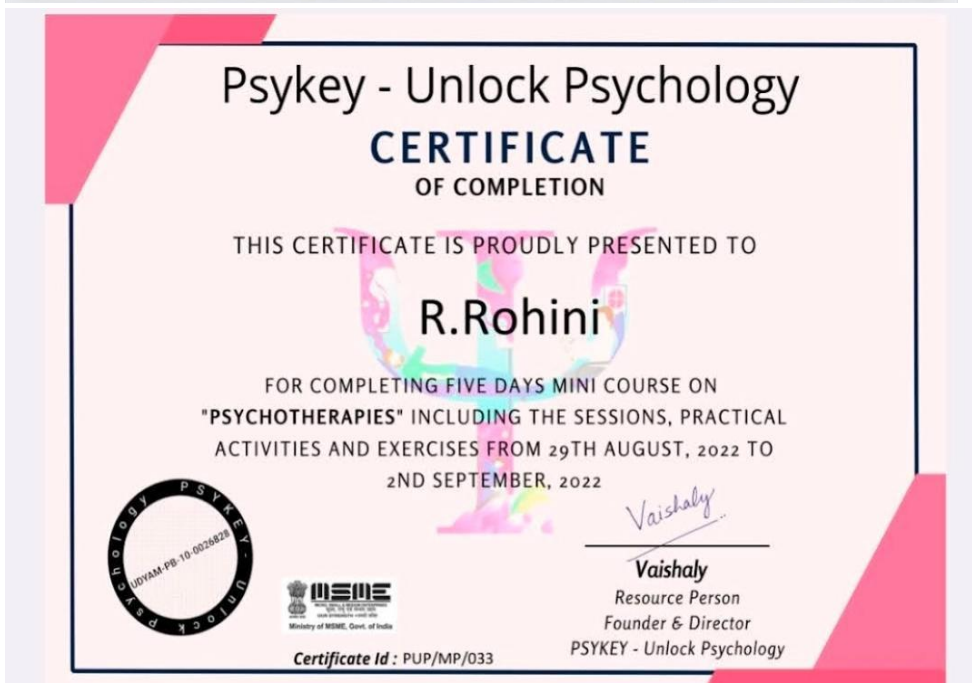 Psykey - Unlock Psychology
CERTIFICATE
OF COMPLETION
THIS CERTIFICATE IS PROUDLY PRESENTED TO
R.Rohini
FOR COMPLETING FIVE DAYS MINI COURSE ON
"PSYCHOTHERAPIES" INCLUDING THE SESSIONS, PRACTICAL
ACTIVITIES AND EXERCISES FROM 29TH AUGUST, 2022 TO
2ND SEPTEMBER, 2022
PSYKEY - Unlock Psychology
UDYAM-PB-10-0026828
MSME
Ministry of MSME, Govt. of India
Certificate Id : PUP/MP/033
Vaishaly
Vaishaly
Resource Person
Founder & Director
PSYKEY - Unlock Psychology